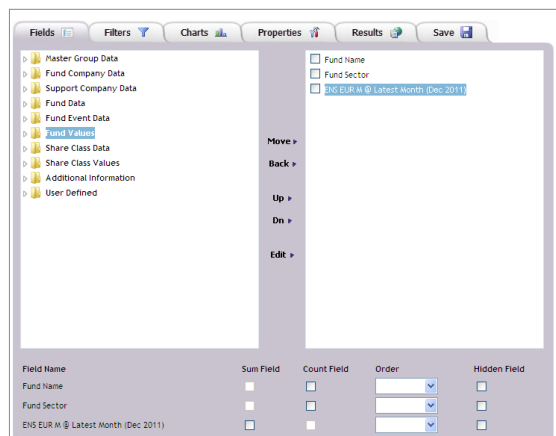 Fields Filters Charts Properties Results Save
Master Group Data
Fund Company Data
Support Company Data
Fund Data
Fund Event Data
Fund Values
Share Class Data
Share Class Values
Additional Information
User Defined
Move
Back
Up
Dn
Edit
Fund Name
Fund Sector
ENS EUR M @ Latest Month (Dec 2011)
Field Name Sum Field Count Field Order Hidden Field
Fund Name
Fund Sector
ENS EUR M @ Latest Month (Dec 2011)